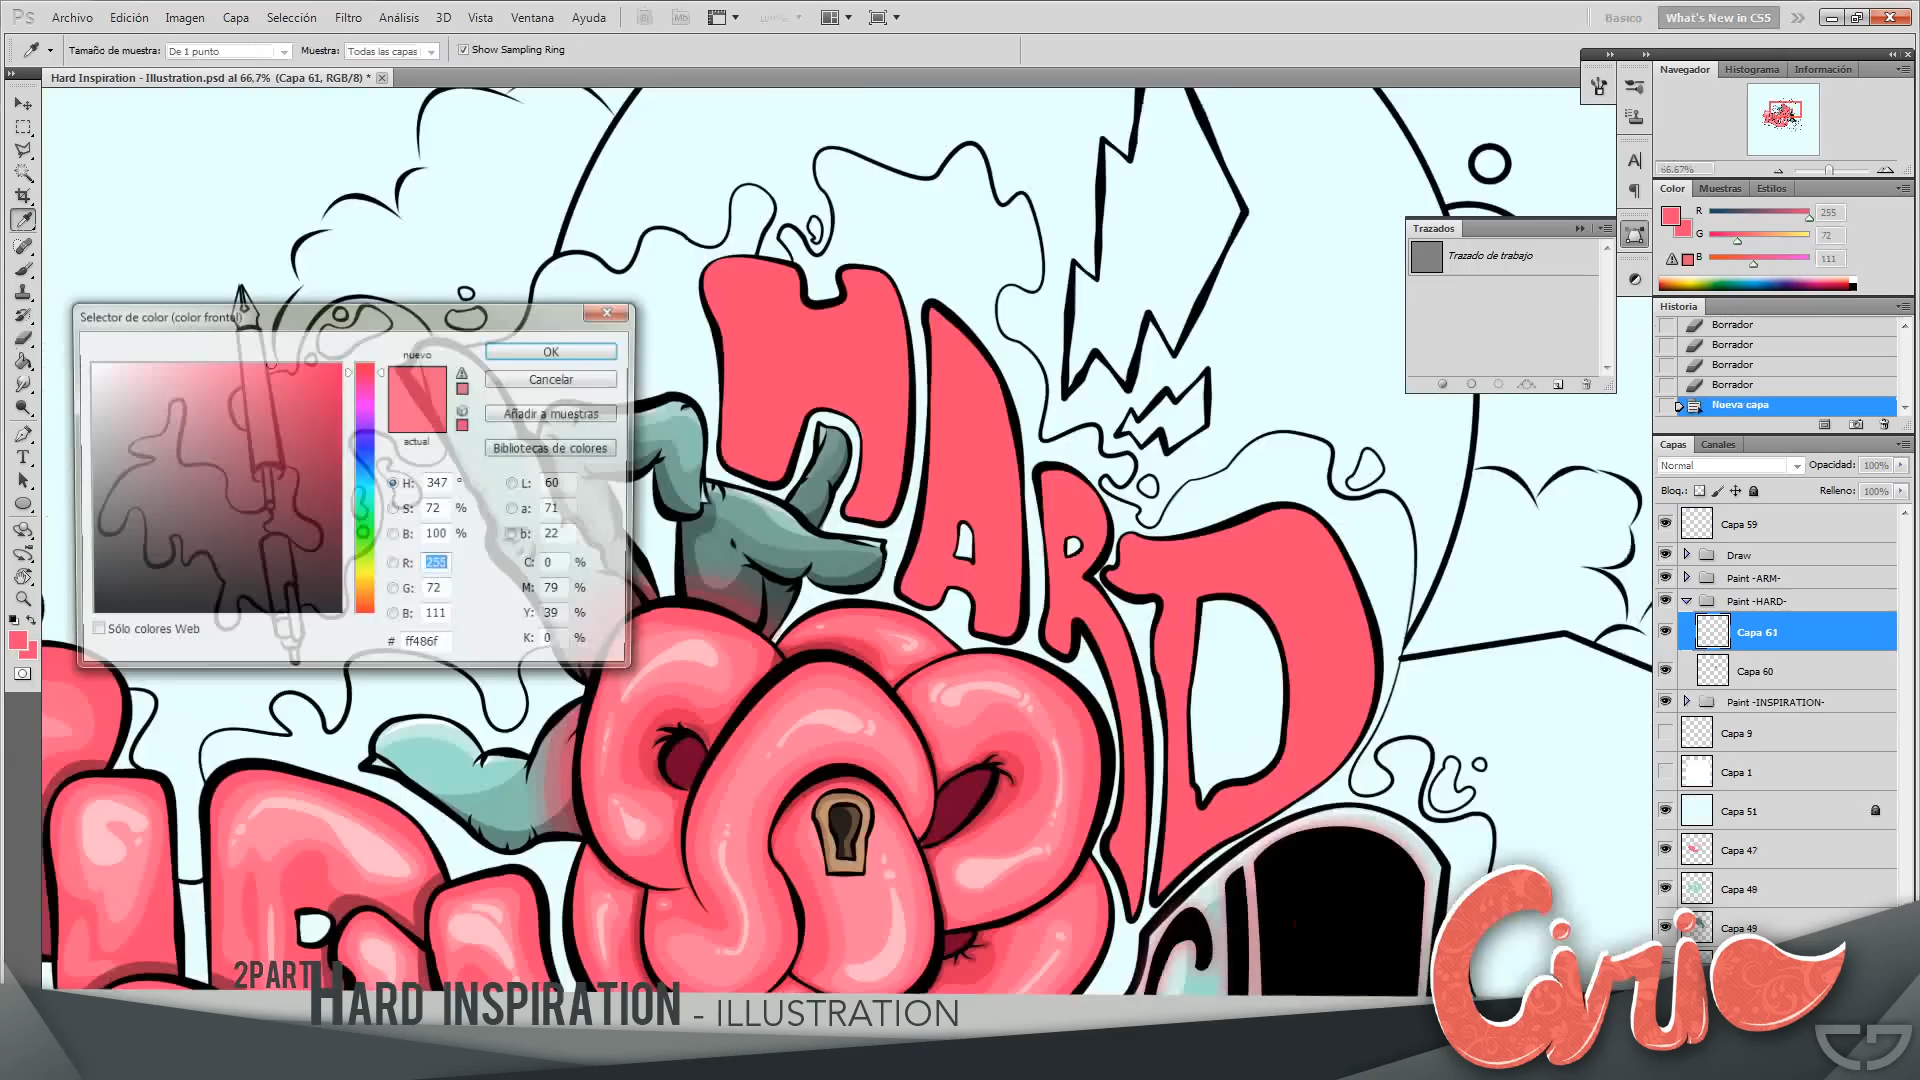 Ps Archivo Edición Imagen Capa Selección Filtro Análisis 3D Vista Ventana Ayuda Br Mb Básico What's New in CS5
Tamaño de muestra: De 1 punto Muestra: Todas las capas Show Sampling Ring
Hard Inspiration - Illustration.psd al 66,7% (Capa 61, RGB/8) *
Navegador Histograma Información
66.67%
Color Muestras Estilos
R 255
G 72
B 111
Trazados
Trazado de trabajo
Historia
Borrador
Borrador
Borrador
Borrador
Nueva capa
Capas Canales
Normal Opacidad: 100%
Bloq.: Relleno: 100%
Capa 59
Draw
Paint -ARM-
Paint -HARD-
Capa 61
Capa 60
Paint -INSPIRATION-
Capa 9
Capa 1
Capa 51
Capa 47
Capa 48
Capa 49
Selector de color (color frontal)
nuevo
actual
OK
Cancelar
Añadir a muestras
Bibliotecas de colores
H: 347 °
S: 72 %
B: 100 %
R: 255
G: 72
B: 111
L: 60
a: 71
b: 22
C: 0 %
M: 79 %
Y: 39 %
K: 0 %
Sólo colores Web
# ff486f
HARD
2PART
HARD INSPIRATION - ILLUSTRATION
Cirio